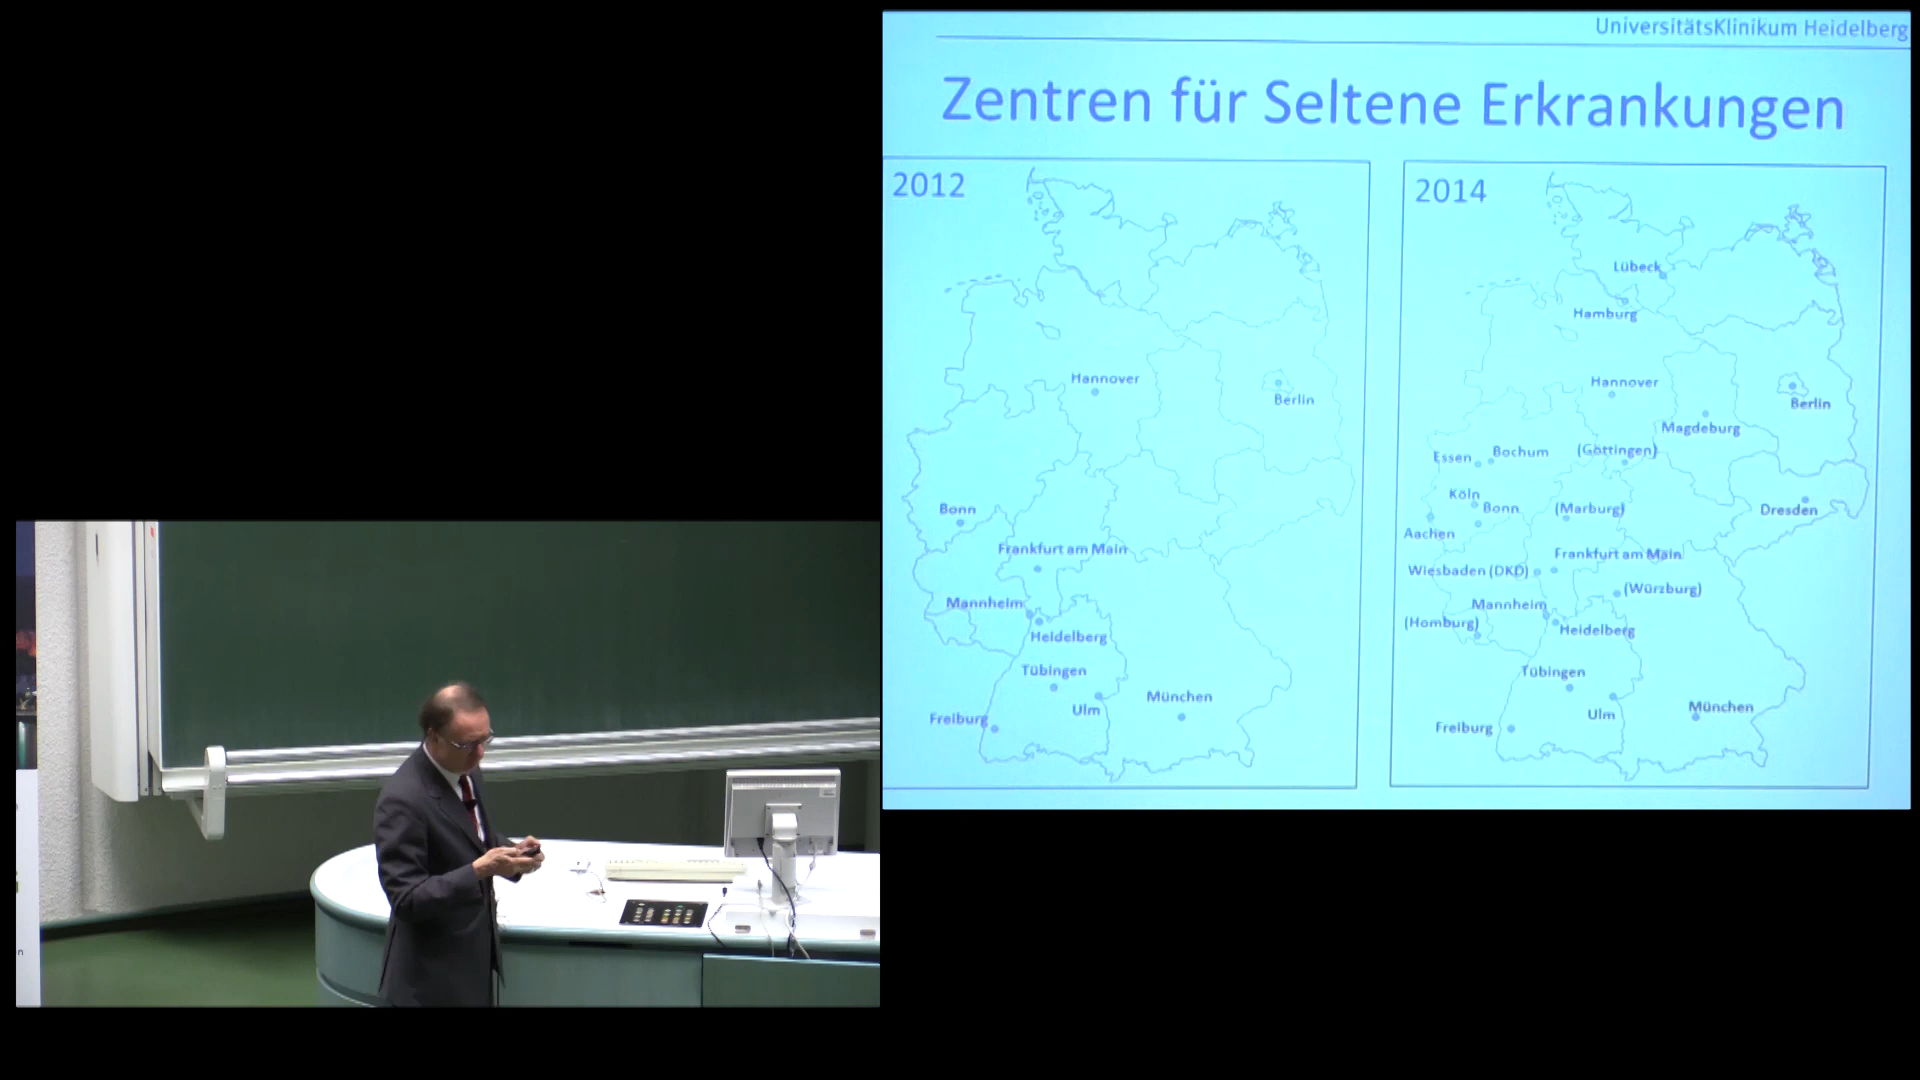 UniversitätsKlinikum Heidelberg
Zentren für Seltene Erkrankungen
2012
Hannover
Berlin
Bonn
Frankfurt am Main
Mannheim
Heidelberg
Tübingen
Ulm
München
Freiburg
2014
Lübeck
Hamburg
Hannover
Berlin
Magdeburg
Essen
Bochum
(Göttingen)
Köln
Bonn
(Marburg)
Dresden
Aachen
Frankfurt am Main
Wiesbaden (DKD)
(Würzburg)
Mannheim
(Homburg)
Heidelberg
Tübingen
Ulm
München
Freiburg